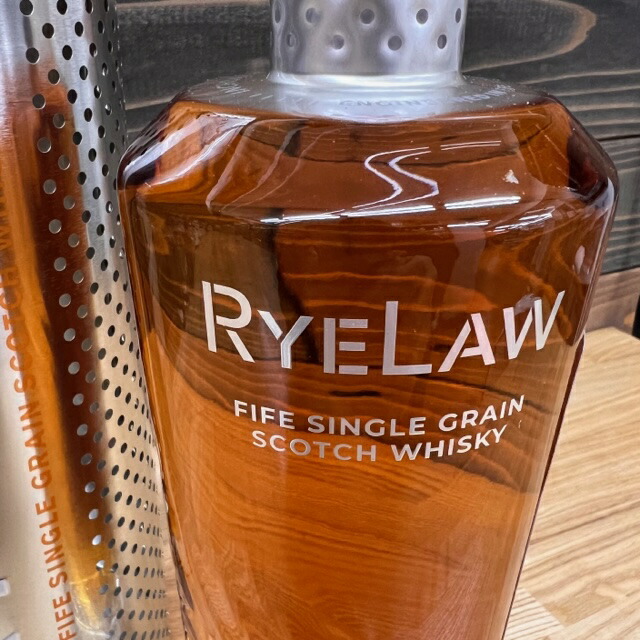 RYELAW
FIFE SINGLE GRAIN
SCOTCH WHISKY
FIFE SINGLE GRAIN SCOTCH